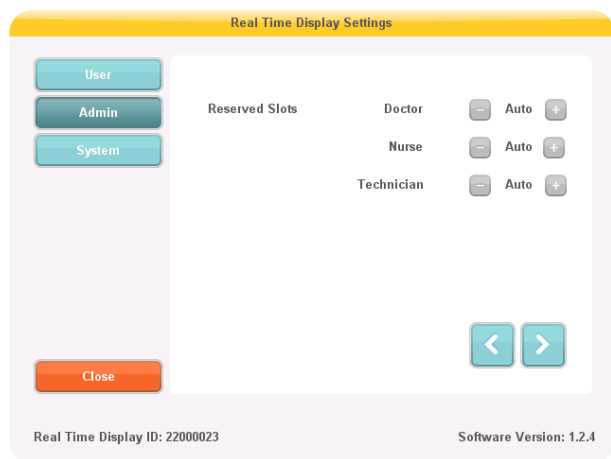 Real Time Display Settings
User
Admin
System
Reserved Slots Doctor - Auto +
Nurse - Auto +
Technician - Auto +
< >
Close
Real Time Display ID: 22000023 Software Version: 1.2.4